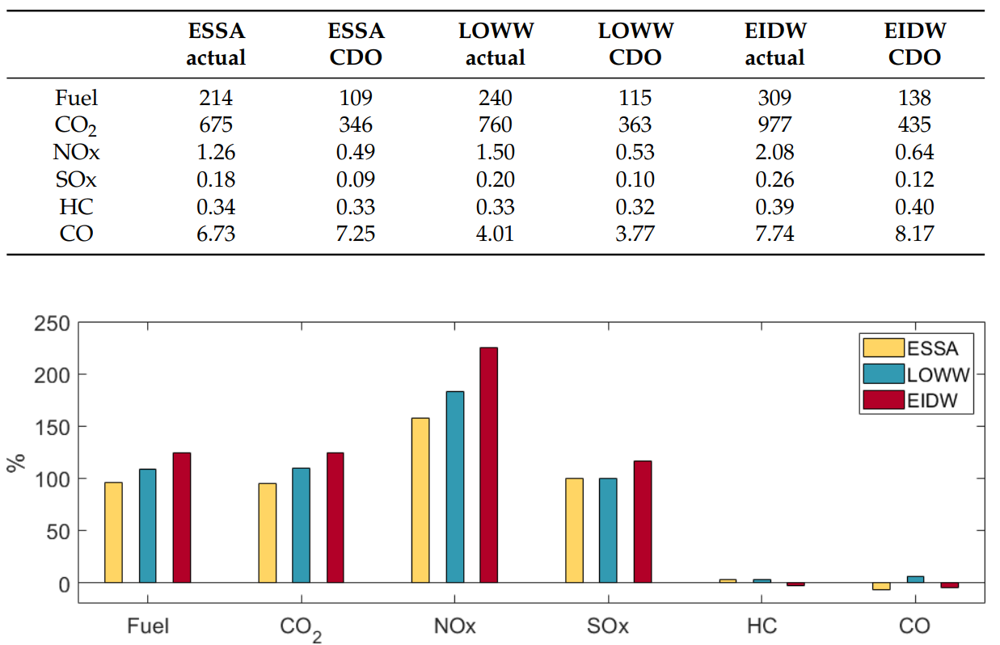 ESSA actual ESSA CDO LOWW actual LOWW CDO EIDW actual EIDW CDO
Fuel 214 109 240 115 309 138
CO₂ 675 346 760 363 977 435
NOx 1.26 0.49 1.50 0.53 2.08 0.64
SOx 0.18 0.09 0.20 0.10 0.26 0.12
HC 0.34 0.33 0.33 0.32 0.39 0.40
CO 6.73 7.25 4.01 3.77 7.74 8.17
250
200
150
100
50
0
%
ESSA
LOWW
EIDW
Fuel CO₂ NOx SOx HC CO